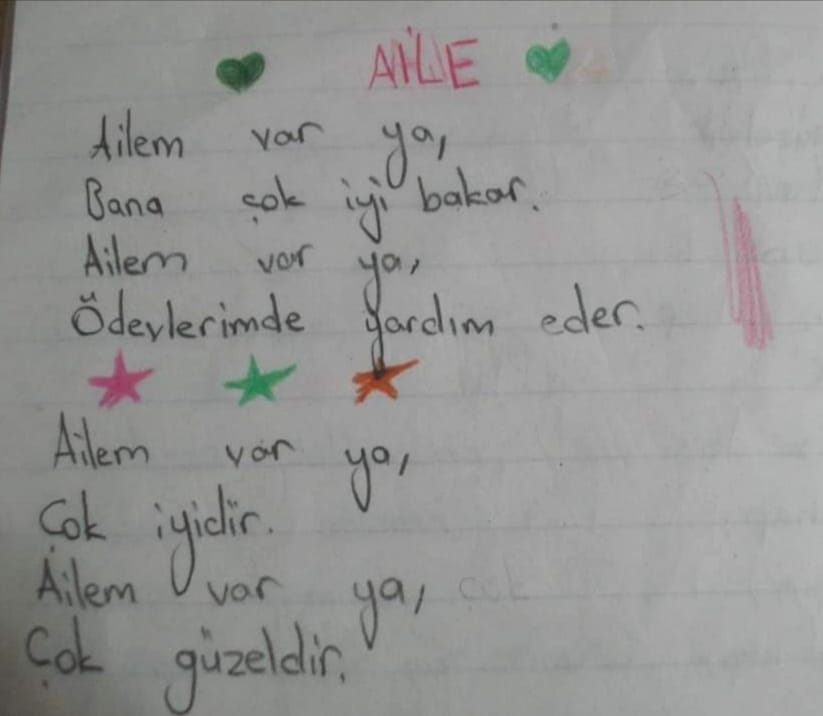 AİLE
Ailem var ya,
Bana çok iyi bakar.
Ailem var ya,
Ödevlerimde yardım eder.
Ailem var ya,
Çok iyidir.
Ailem var ya, çok
Çok güzeldir.